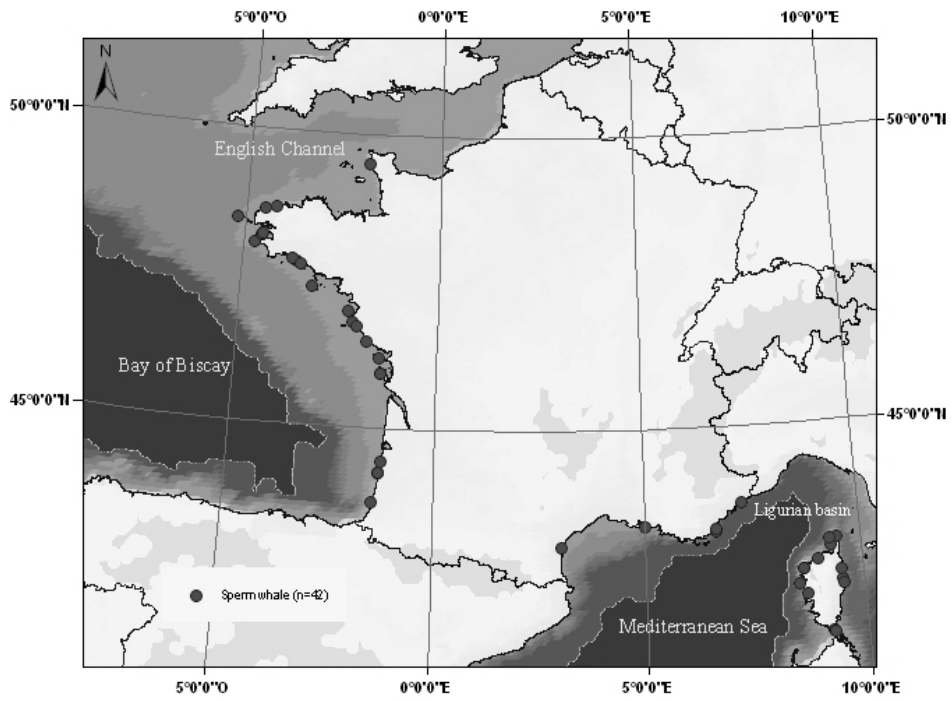 5°0'0"W 0°0'0"E 5°0'0"E 10°0'0"E
N
50°0'0"N 50°0'0"N
English Channel
Bay of Biscay
45°0'0"N 45°0'0"N
Ligurian basin
Sperm whale (n=42)
Mediterranean Sea
5°0'0"W 0°0'0"E 5°0'0"E 10°0'0"E